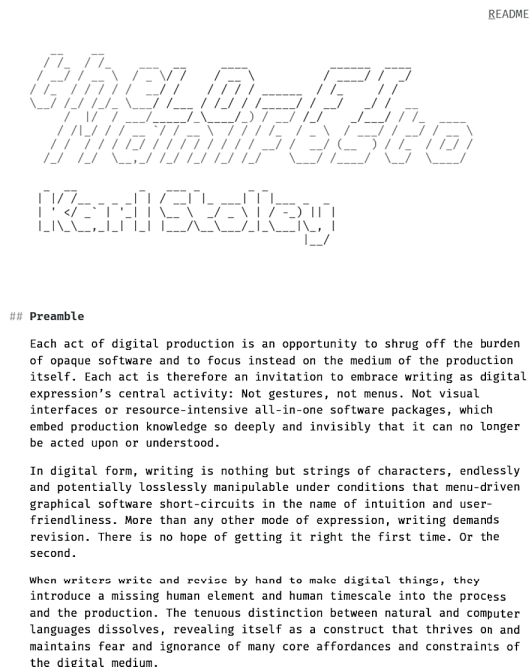 README
The Lo-Fi
Manifesto
Karl Stolley
## Preamble
Each act of digital production is an opportunity to shrug off the burden
of opaque software and to focus instead on the medium of the production
itself. Each act is therefore an invitation to embrace writing as digital
expression’s central activity: Not gestures, not menus. Not visual
interfaces or resource-intensive all-in-one software packages, which
embed production knowledge so deeply and invisibly that it can no longer
be acted upon or understood.
In digital form, writing is nothing but strings of characters, endlessly
and potentially losslessly manipulable under conditions that menu-driven
graphical software short-circuits in the name of intuition and user-
friendliness. More than any other mode of expression, writing demands
revision. There is no hope of getting it right the first time. Or the
second.
When writers write and revise by hand to make digital things, they
introduce a missing human element and human timescale into the process
and the production. The tenuous distinction between natural and computer
languages dissolves, revealing itself as a construct that thrives on and
maintains fear and ignorance of many core affordances and constraints of
the digital medium.